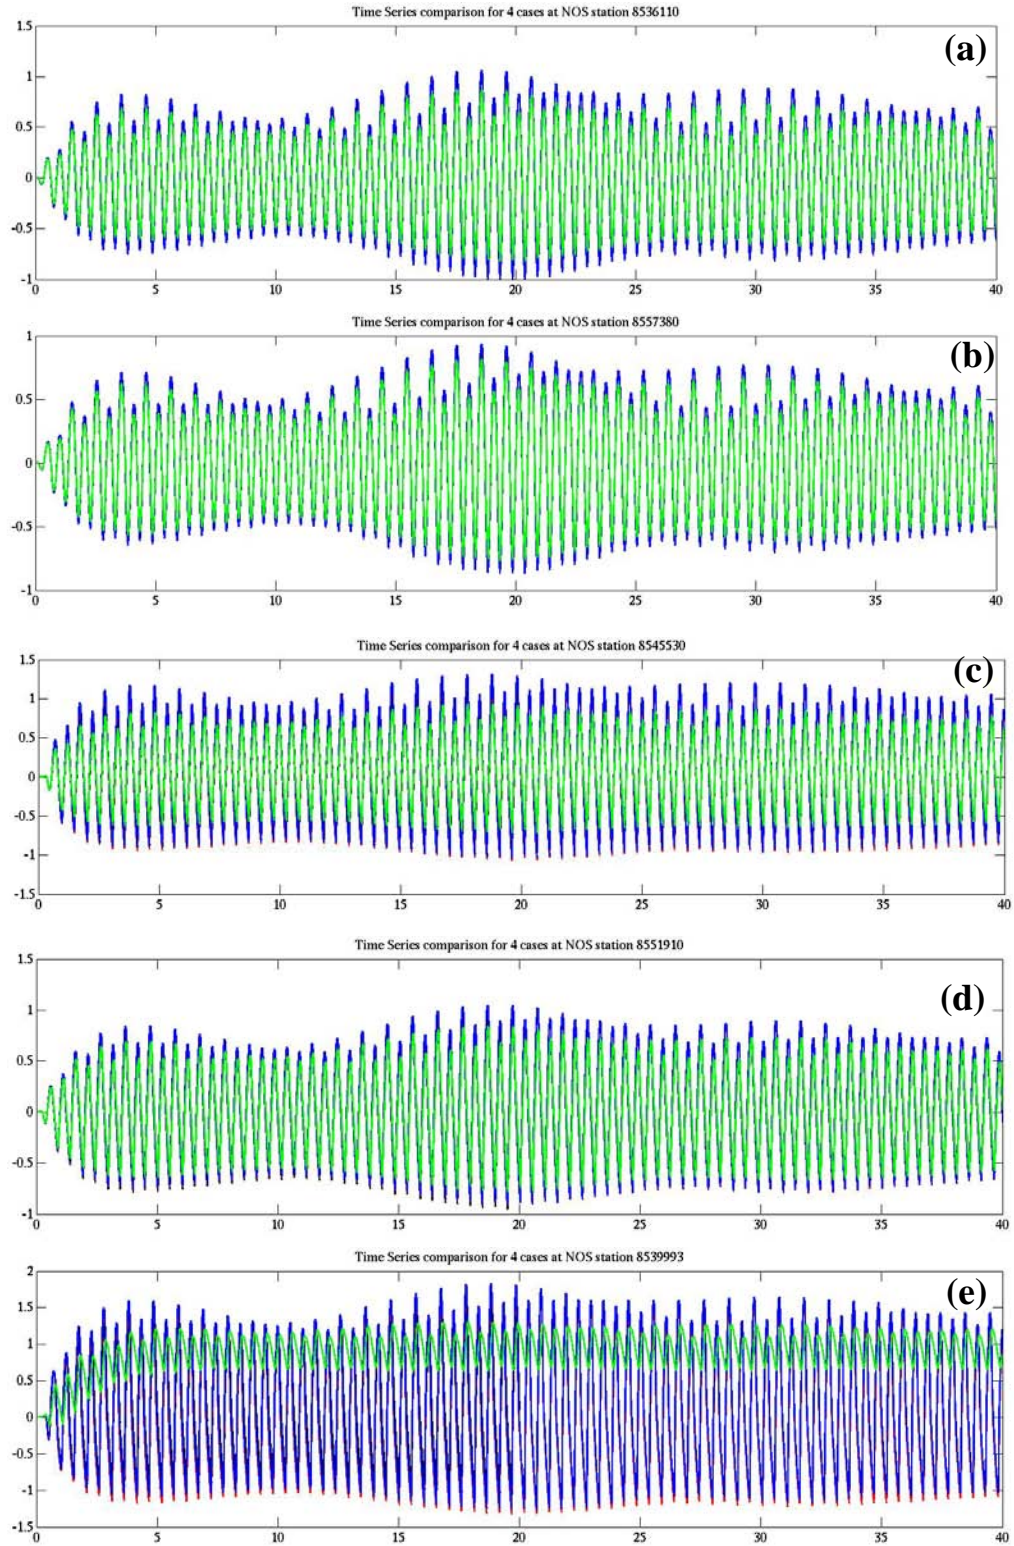 Time Series comparison for 4 cases at NOS station 8536110
(a)
1.5
1
0.5
0
-0.5
-1
0 5 10 15 20 25 30 35 40
Time Series comparison for 4 cases at NOS station 8557380
(b)
1
0.5
0
-0.5
-1
0 5 10 15 20 25 30 35 40
Time Series comparison for 4 cases at NOS station 8545530
(c)
1.5
1
0.5
0
-0.5
-1
-1.5
0 5 10 15 20 25 30 35 40
Time Series comparison for 4 cases at NOS station 8551910
(d)
1.5
1
0.5
0
-0.5
-1
0 5 10 15 20 25 30 35 40
Time Series comparison for 4 cases at NOS station 8539993
(e)
2
1.5
1
0.5
0
-0.5
-1
-1.5
0 5 10 15 20 25 30 35 40